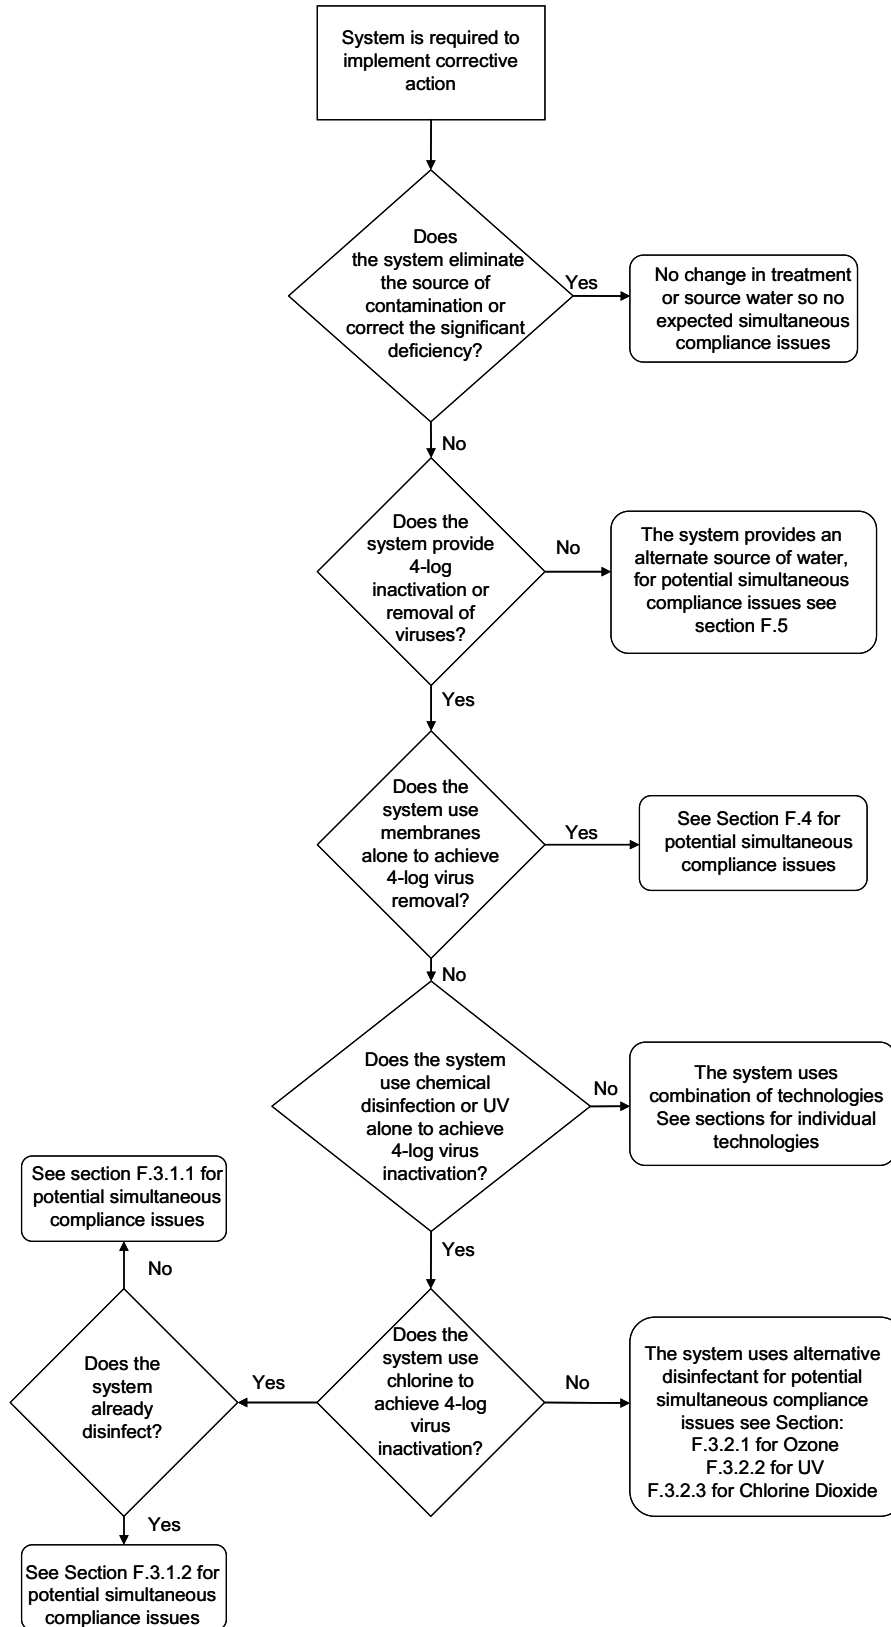 System is required to
implement corrective
action
Does
the system eliminate
the source of
contamination or
correct the significant
deficiency?
Yes
No change in treatment
or source water so no
expected simultaneous
compliance issues
No
Does the
system provide
4-log
inactivation or
removal of
viruses?
No
The system provides an
alternate source of water,
for potential simultaneous
compliance issues see
section F.5
Yes
Does the
system use
membranes
alone to achieve
4-log virus
removal?
Yes
See Section F.4 for
potential simultaneous
compliance issues
No
Does the system
use chemical
disinfection or UV
alone to achieve
4-log virus
inactivation?
No
The system uses
combination of technologies
See sections for individual
technologies
Yes
Does the
system use
chlorine to
achieve 4-log
virus
inactivation?
No
The system uses alternative
disinfectant for potential
simultaneous compliance
issues see Section:
F.3.2.1 for Ozone
F.3.2.2 for UV
F.3.2.3 for Chlorine Dioxide
Yes
Does the
system
already
disinfect?
No
See section F.3.1.1 for
potential simultaneous
compliance issues
Yes
See Section F.3.1.2 for
potential simultaneous
compliance issues